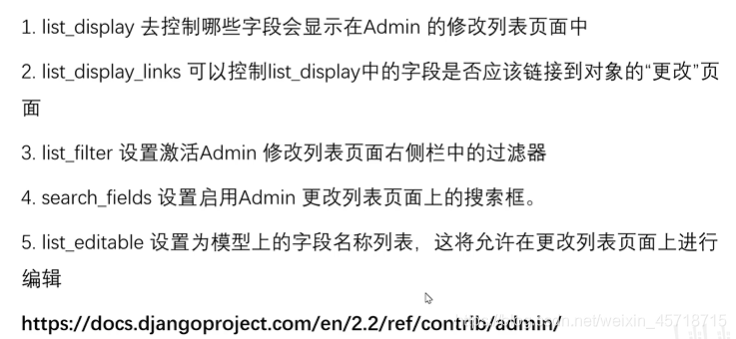 1. list_display 去控制哪些字段会显示在Admin 的修改列表页面中
2. list_display_links 可以控制list_display中的字段是否应该链接到对象的“更改”页
面
3. list_filter 设置激活Admin 修改列表页面右侧栏中的过滤器
4. search_fields 设置启用Admin 更改列表页面上的搜索框。
5. list_editable 设置为模型上的字段名称列表，这将允许在更改列表页面上进行
编辑
https://docs.djangoproject.com/en/2.2/ref/contrib/admin/
net/weixin_45718715